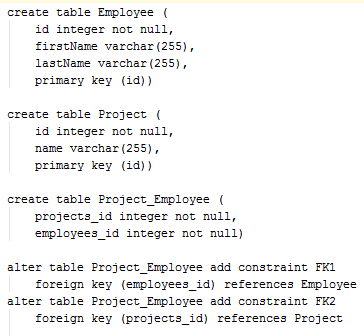 create table Employee (
    id integer not null,
    firstName varchar(255),
    lastName varchar(255),
    primary key (id))
create table Project (
    id integer not null,
    name varchar(255),
    primary key (id))
create table Project_Employee (
    projects_id integer not null,
    employees_id integer not null)
alter table Project_Employee add constraint FK1
    foreign key (employees_id) references Employee
alter table Project_Employee add constraint FK2
    foreign key (projects_id) references Project